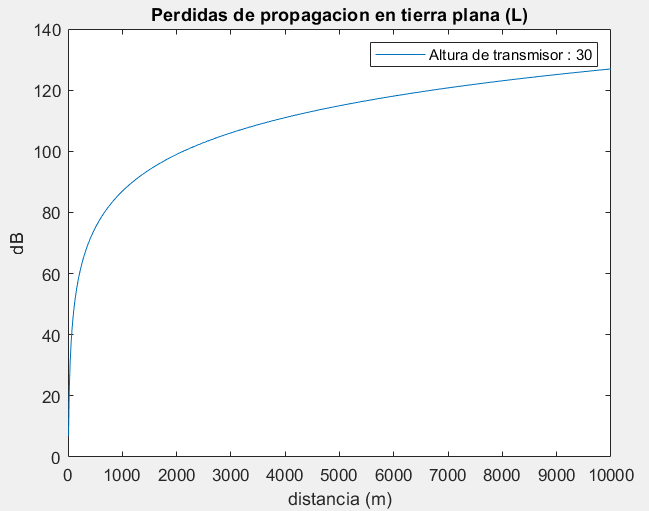 Perdidas de propagacion en tierra plana (L)
Altura de transmisor : 30
140
120
100
80
60
40
20
0
dB
0 1000 2000 3000 4000 5000 6000 7000 8000 9000 10000
distancia (m)